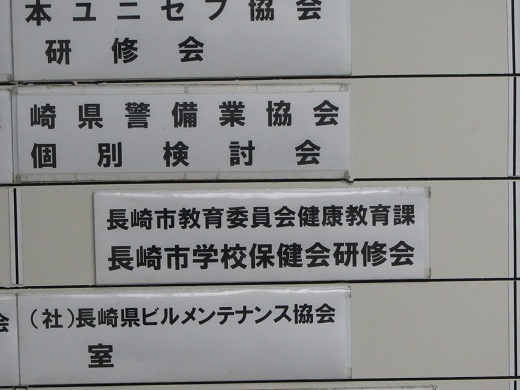 本ユニセフ協会
研修会
崎県警備業協会
個別検討会
長崎市教育委員会健康教育課
長崎市学校保健会研修会
会
(社)長崎県ビルメンテナンス協会
室